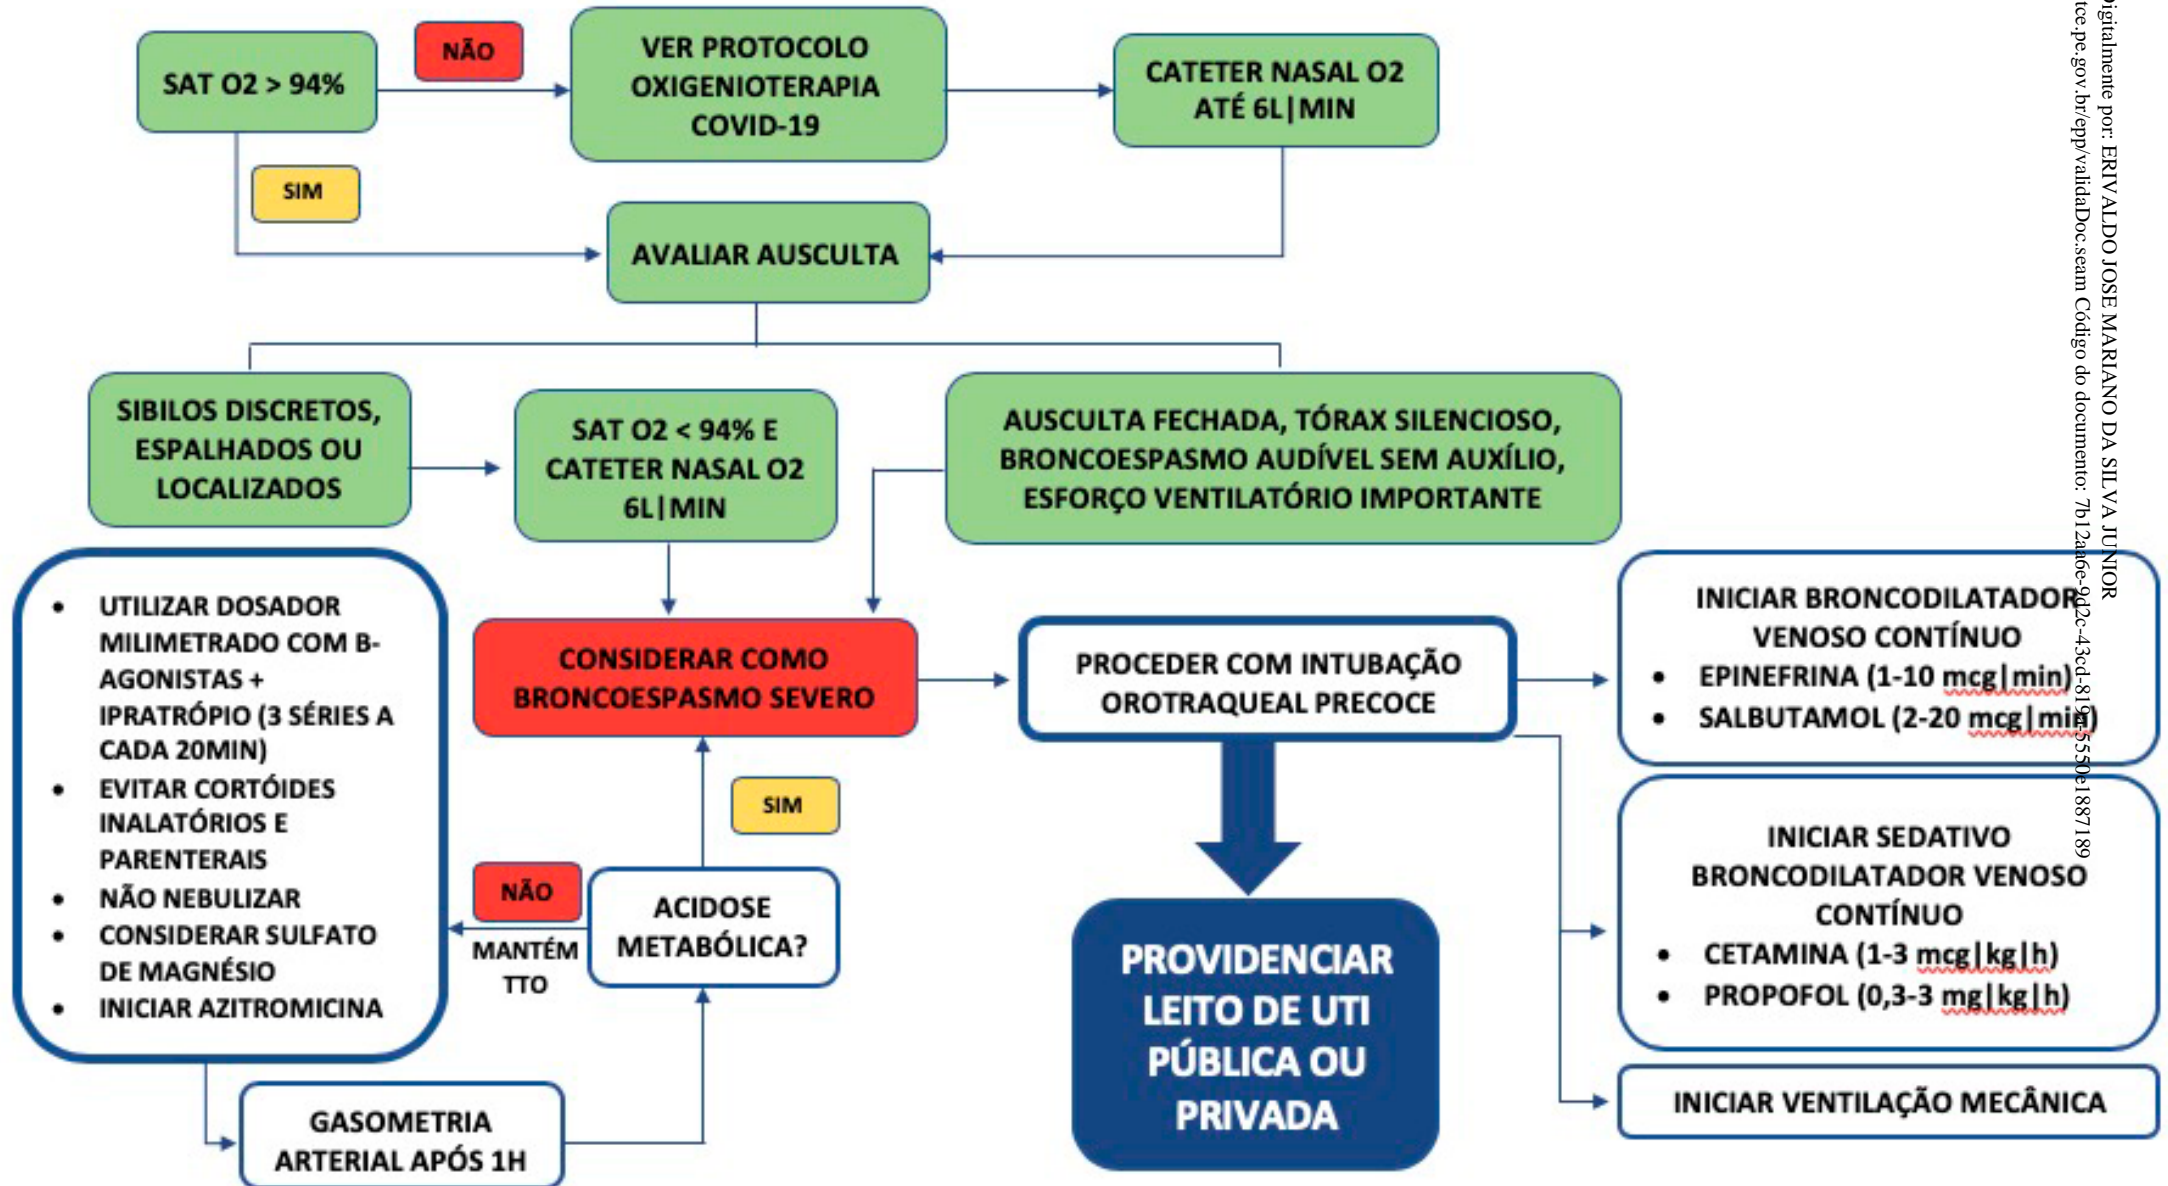 SAT O2 > 94%
NÃO
VER PROTOCOLO
OXIGENIOTERAPIA
COVID-19
CATETER NASAL O2
ATÉ 6L|MIN
SIM
AVALIAR AUSCULTA
SIBILOS DISCRETOS,
ESPALHADOS OU
LOCALIZADOS
SAT O2 < 94% E
CATETER NASAL O2
6L|MIN
AUSCULTA FECHADA, TÓRAX SILENCIOSO,
BRONCOESPASMO AUDÍVEL SEM AUXÍLIO,
ESFORÇO VENTILATÓRIO IMPORTANTE
• UTILIZAR DOSADOR
MILIMETRADO COM B-
AGONISTAS +
IPRATRÓPIO (3 SÉRIES A
CADA 20MIN)
• EVITAR CORTÓIDES
INALATÓRIOS E
PARENTERAIS
• NÃO NEBULIZAR
• CONSIDERAR SULFATO
DE MAGNÉSIO
• INICIAR AZITROMICINA
CONSIDERAR COMO
BRONCOESPASMO SEVERO
PROCEDER COM INTUBAÇÃO
OROTRAQUEAL PRECOCE
INICIAR BRONCODILATADOR
VENOSO CONTÍNUO
• EPINEFRINA (1-10 mcg|min)
• SALBUTAMOL (2-20 mcg|min)
SIM
NÃO
MANTÉM
TTO
ACIDOSE
METABÓLICA?
INICIAR SEDATIVO
BRONCODILATADOR VENOSO
CONTÍNUO
• CETAMINA (1-3 mcg|kg|h)
• PROPOFOL (0,3-3 mg|kg|h)
PROVIDENCIAR
LEITO DE UTI
PÚBLICA OU
PRIVADA
GASOMETRIA
ARTERIAL APÓS 1H
INICIAR VENTILAÇÃO MECÂNICA
Digitalmente por: ERIVALDO JOSE MARIANO DA SILVA JUNIOR
tce.pe.gov.br/epp/validaDoc.seam Código do documento: 7b12aa6e-9d2c-43cd-819a-5550e1887189